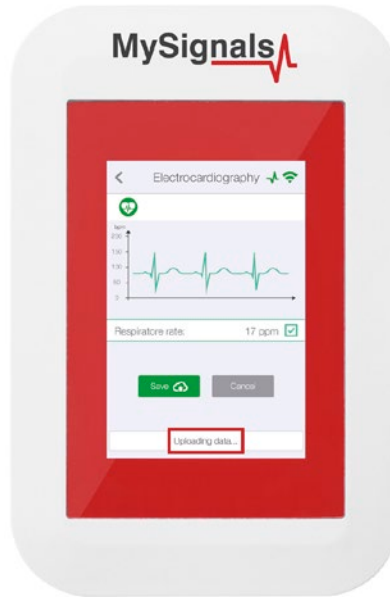 MySignals
Electrocardiography
bpm
200
150
100
50
0
Respiratore rate: 17 ppm
Save Cancel
Uploading data...